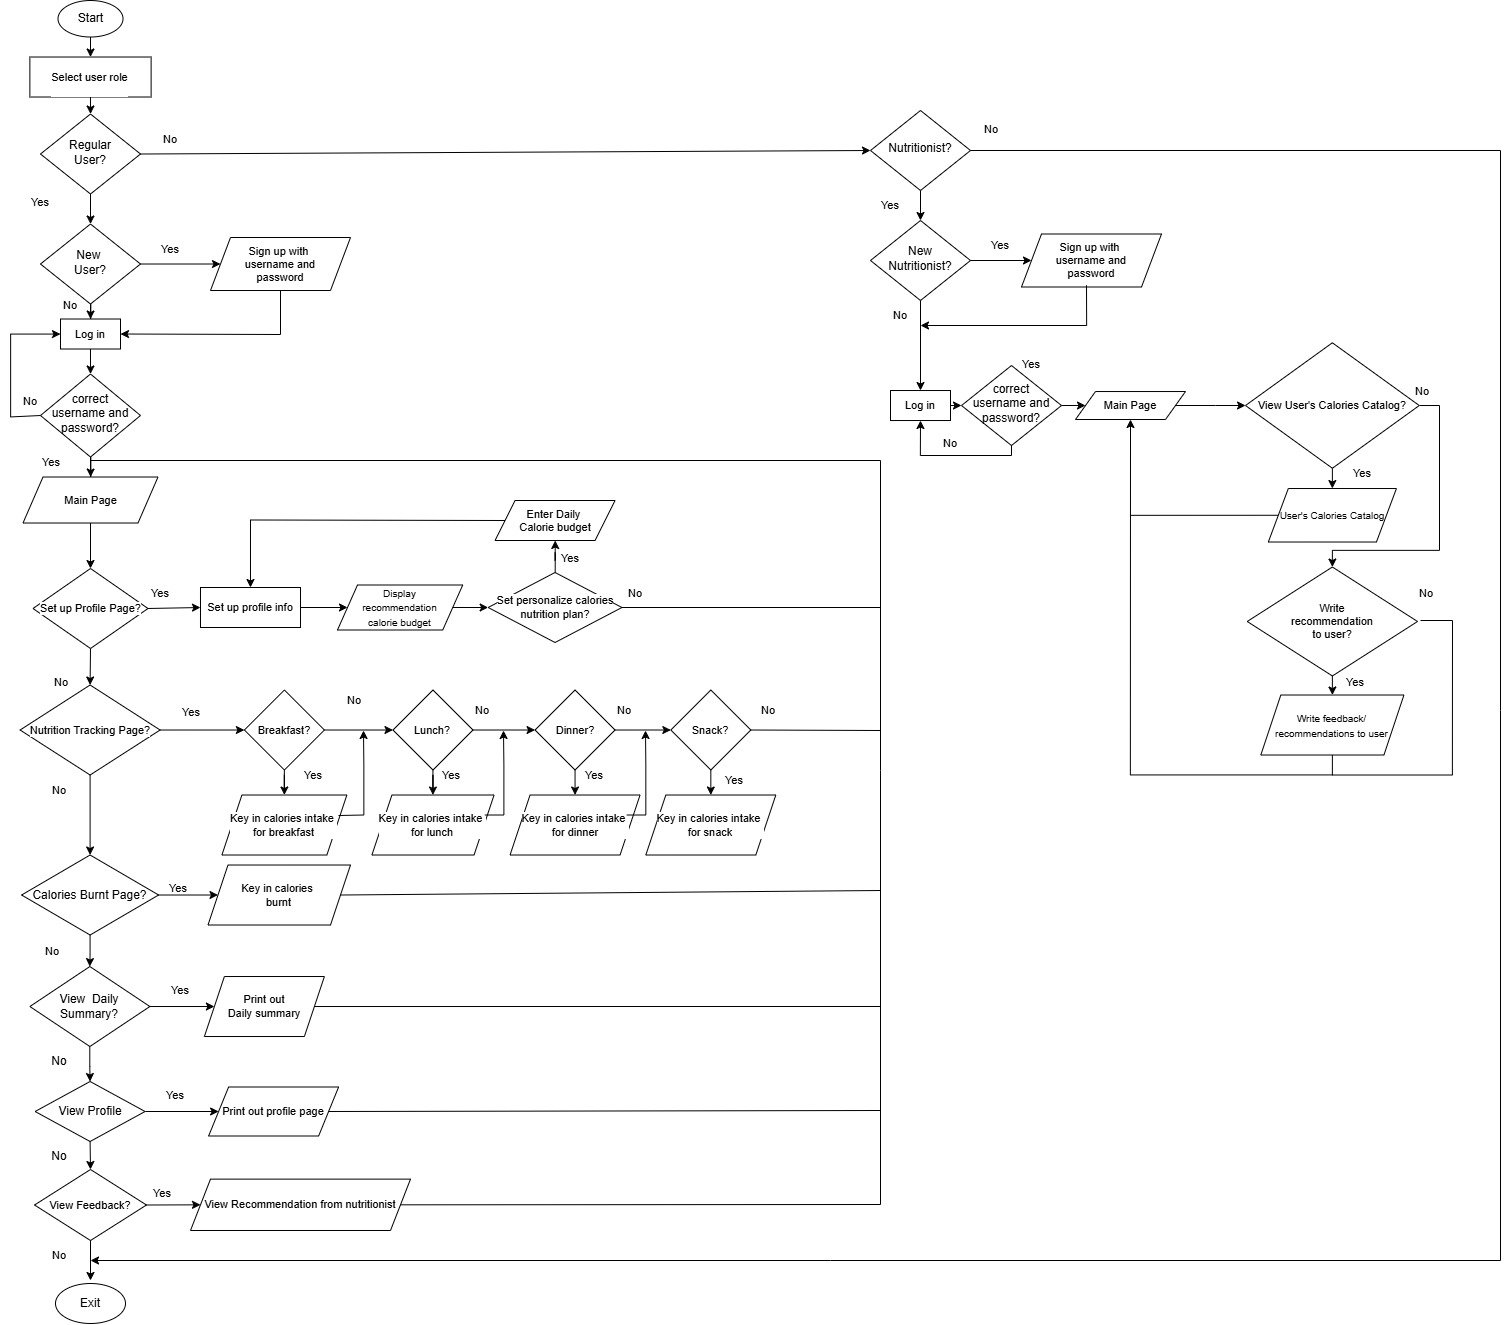 Start
Select user role
Regular
User?
No
Yes
New
User?
Yes
Sign up with
username and
password
No
Log in
No
correct
username and
password?
Yes
Main Page
Set up Profile Page?
Yes
Set up profile info
Display
recommendation
calorie budget
Set personalize calories
nutrition plan?
Yes
Enter Daily
Calorie budget
No
No
Nutrition Tracking Page?
Yes
Breakfast?
No
Lunch?
No
Dinner?
No
Snack?
No
Yes
Yes
Yes
Yes
Key in calories intake
for breakfast
Key in calories intake
for lunch
Key in calories intake
for dinner
Key in calories intake
for snack
No
Calories Burnt Page?
Yes
Key in calories
burnt
No
View  Daily
Summary?
Yes
Print out
Daily summary
No
View Profile
Yes
Print out profile page
No
View Feedback?
Yes
View Recommendation from nutritionist
No
Exit
Nutritionist?
No
Yes
New
Nutritionist?
Yes
Sign up with
username and
password
No
Log in
correct
username and
password?
Yes
No
Main Page
View User's Calories Catalog?
No
Yes
User's Calories Catalog
Write
recommendation
to user?
No
Yes
Write feedback/
recommendations to user